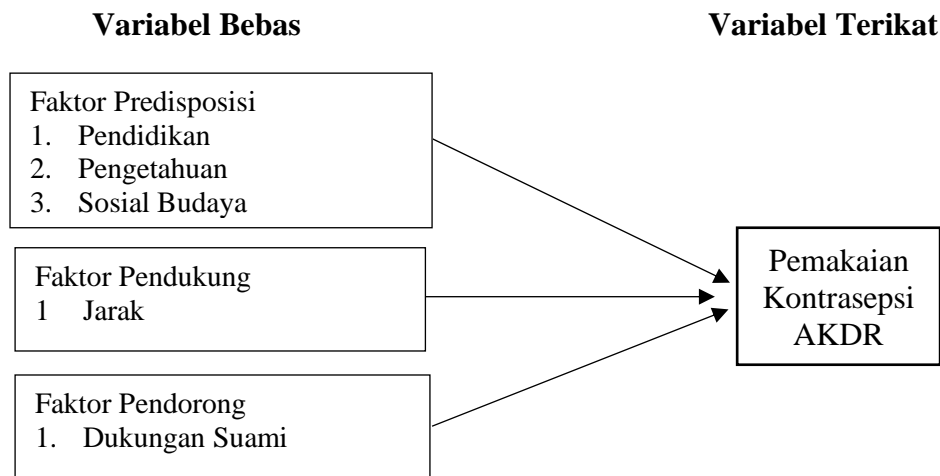 Variabel Bebas
Variabel Terikat
Faktor Predisposisi
1. Pendidikan
2. Pengetahuan
3. Sosial Budaya
Faktor Pendukung
1 Jarak
Faktor Pendorong
1. Dukungan Suami
Pemakaian
Kontrasepsi
AKDR